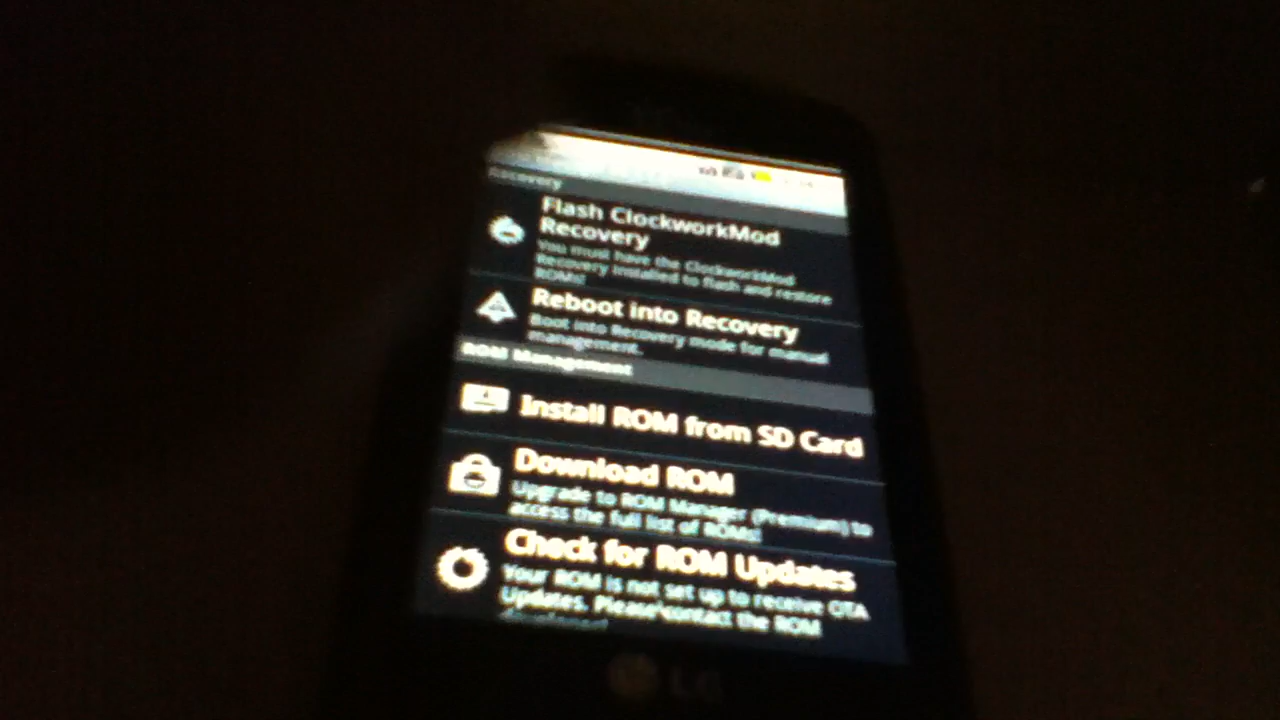 Recovery
Flash ClockworkMod
Recovery
You must have the ClockworkMod
Recovery installed to flash and restore
ROMs!
Reboot into Recovery
Boot into Recovery mode for manual
management.
ROM Management
Install ROM from SD Card
Download ROM
Upgrade to ROM Manager (Premium) to
access the full list of ROMs!
Check for ROM Updates
Your ROM is not set up to receive OTA
Updates. Please contact the ROM
LG